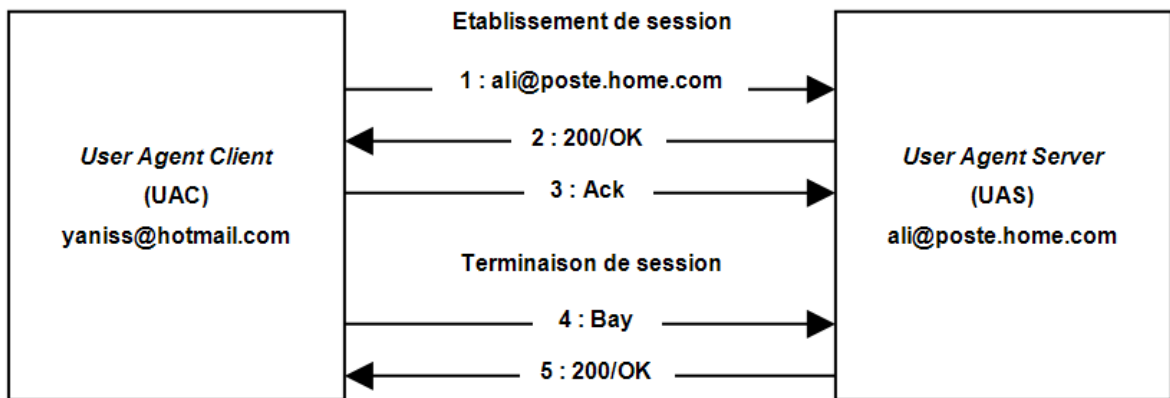 Etablissement de session
1 : ali@poste.home.com
2 : 200/OK
3 : Ack
User Agent Client
(UAC)
yaniss@hotmail.com
User Agent Server
(UAS)
ali@poste.home.com
Terminaison de session
4 : Bay
5 : 200/OK